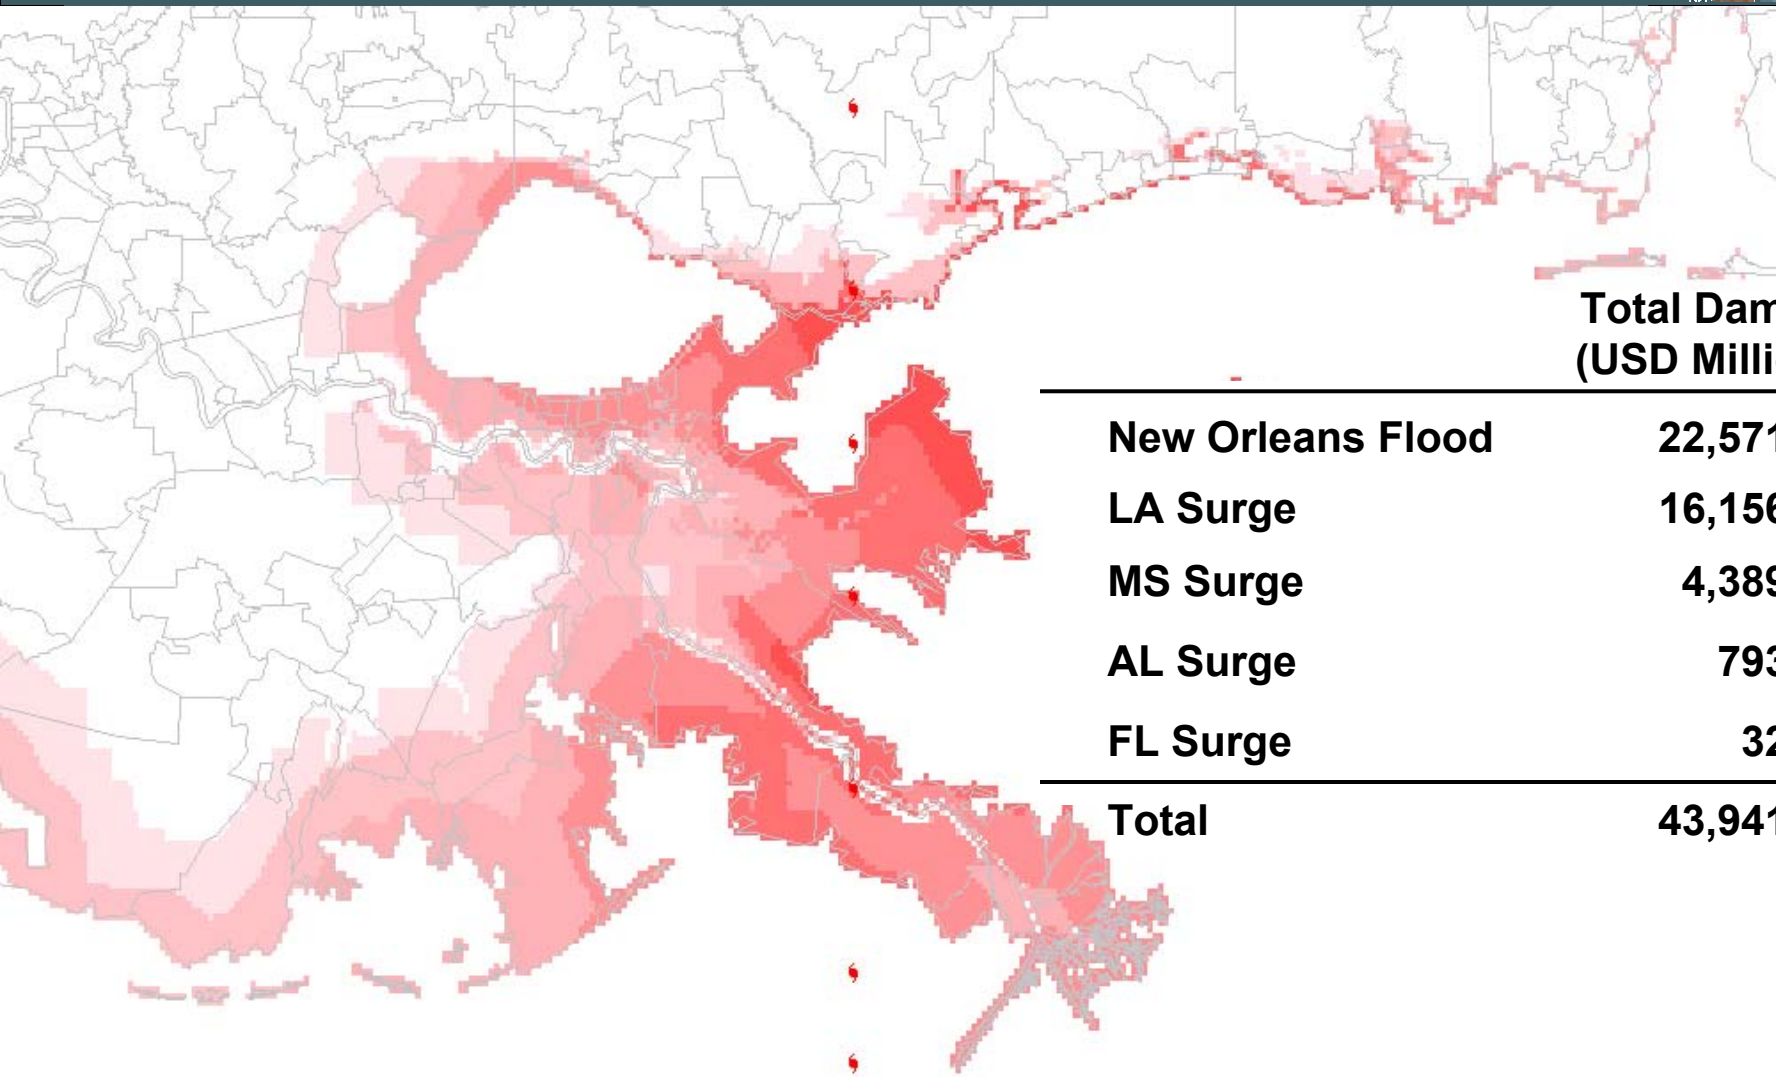 Total Dam
(USD Milli
New Orleans Flood 22,571
LA Surge 16,156
MS Surge 4,389
AL Surge 793
FL Surge 32
Total 43,941